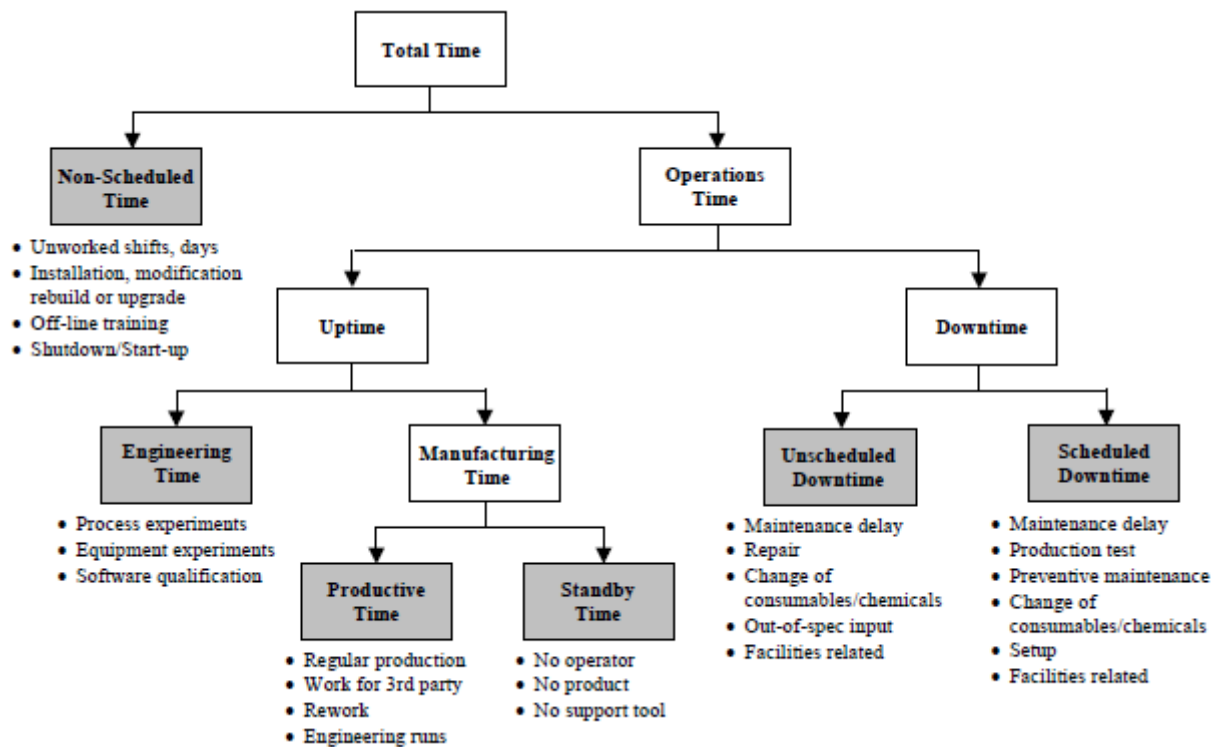 Total Time
Non-Scheduled
Time
Operations
Time
• Unworked shifts, days
• Installation, modification
rebuild or upgrade
• Off-line training
• Shutdown/Start-up
Uptime
Downtime
Engineering
Time
Manufacturing
Time
Unscheduled
Downtime
Scheduled
Downtime
• Process experiments
• Equipment experiments
• Software qualification
Productive
Time
Standby
Time
• Regular production
• Work for 3rd party
• Rework
• Engineering runs
• No operator
• No product
• No support tool
• Maintenance delay
• Repair
• Change of
consumables/chemicals
• Out-of-spec input
• Facilities related
• Maintenance delay
• Production test
• Preventive maintenance
• Change of
consumables/chemicals
• Setup
• Facilities related